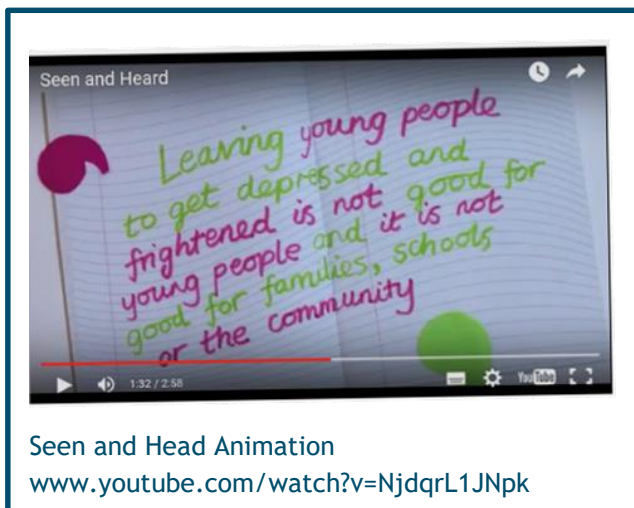 Seen and Heard
Leaving young people
to get depressed and
frightened is not good for
young people and it is not
good for families, schools
or the community
1:32 / 2:58
YouTube
Seen and Head Animation
www.youtube.com/watch?v=NjdqrL1JNpk